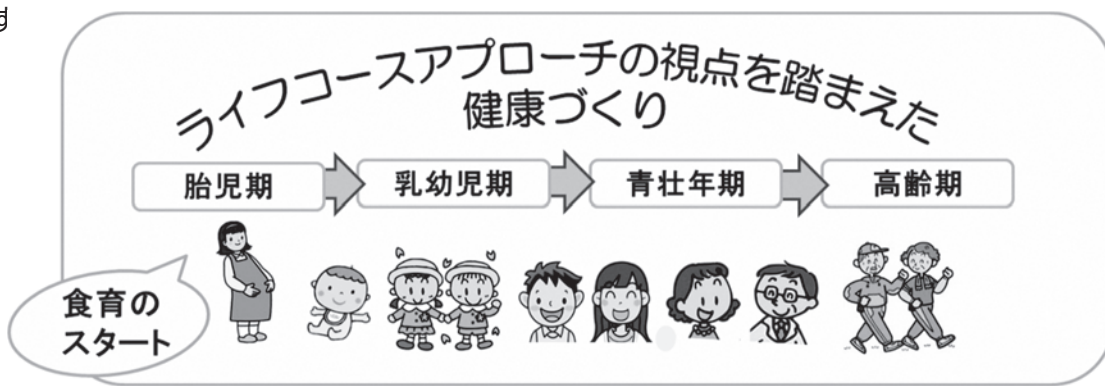 ライフコースアプローチの視点を踏まえた
健康づくり
胎児期
乳幼児期
青壮年期
高齢期
食育の
スタート